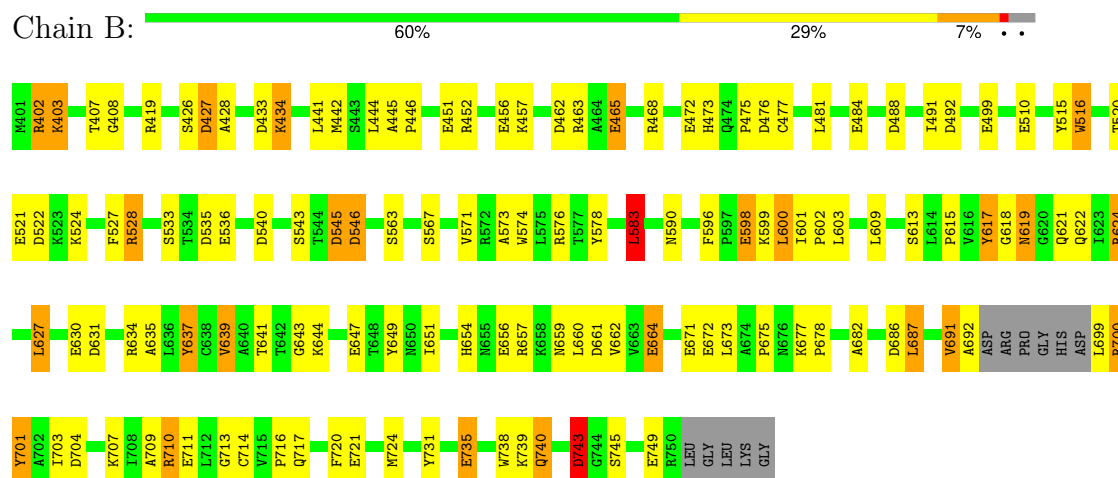 Chain B:
60% 29% 7% • •
M401 R402 K403 T407 G408 R419 S426 D427 A428 D433 K434 L441 M442 S443 L444 A445 P446 E451 R452 E456 K457 D462 R463 A464 E465 R468 E472 H473 Q474 P475 D476 C477 L481 E484 D488 I491 D492 E499 E510 Y515 W516 T520
E521 D522 K523 K524 F527 R528 S533 T534 D535 E536 D540 S543 T544 D545 D546 S563 S567 V571 R572 A573 W574 L575 R576 T577 Y578 L583 N590 F596 P597 E598 K599 L600 I601 P602 L603 L609 S613 L614 P615 V616 Y617 G618 N619 G620 Q621 Q622 I623
L627 E630 D631 R634 A635 L636 Y637 C638 V639 A640 T641 T642 G643 K644 E647 T648 Y649 N650 I651 H654 N655 E656 R657 K658 N659 L660 D661 V662 V663 E664 E671 E672 L673 A674 P675 N676 K677 P678 A682 D686 L687 V691 A692 ASP ARG PRO GLY HIS ASP L699
Y701 A702 I703 D704 K707 I708 A709 R710 E711 L712 G713 C714 V715 P716 Q717 F720 E721 M724 Y731 E735 W738 K739 Q740 D743 G744 S745 E749 R750 LEU GLY LEU LYS GLY